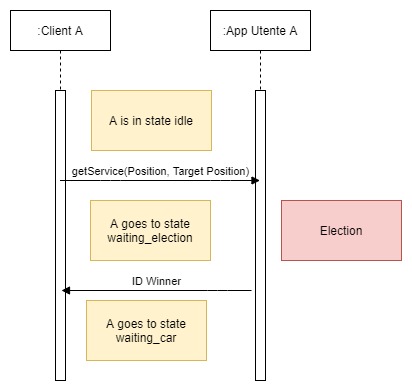 :Client A
:App Utente A
A is in state idle
getService(Position, Target Position)
A goes to state
waiting_election
Election
ID Winner
A goes to state
waiting_car